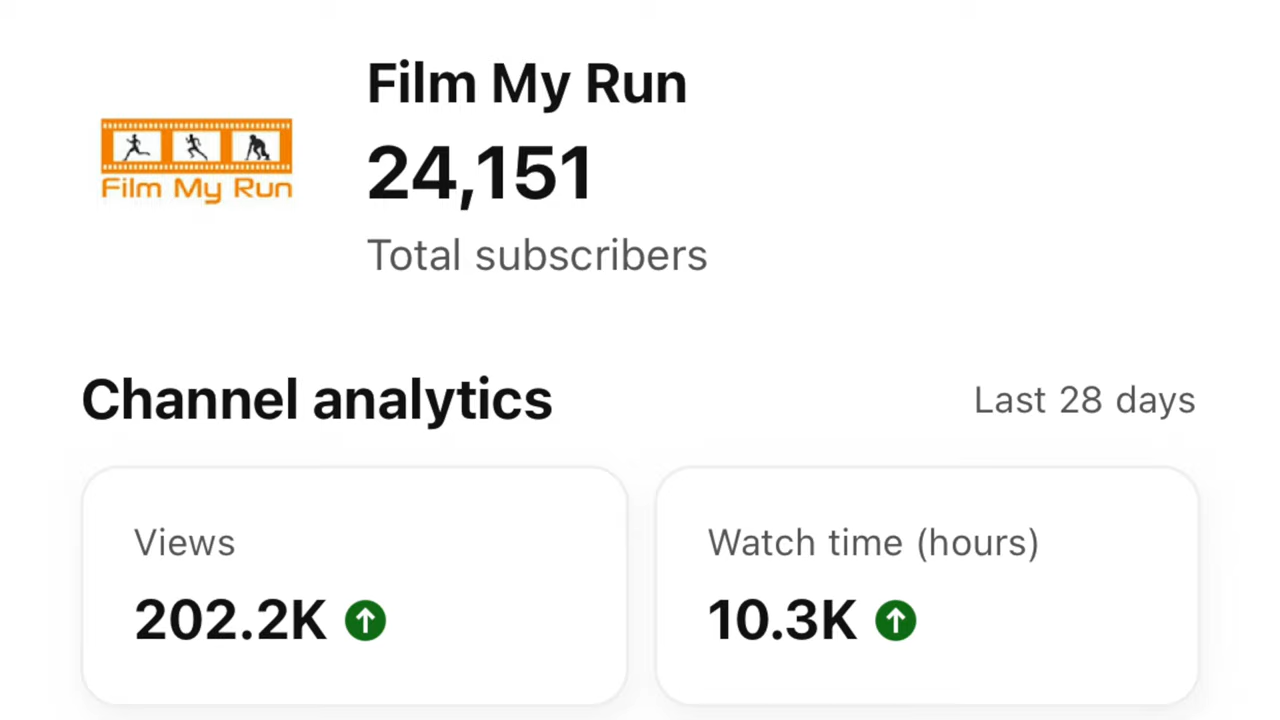 Film My Run
24,151
Total subscribers
Film My Run
Channel analytics
Last 28 days
Views
202.2K
Watch time (hours)
10.3K